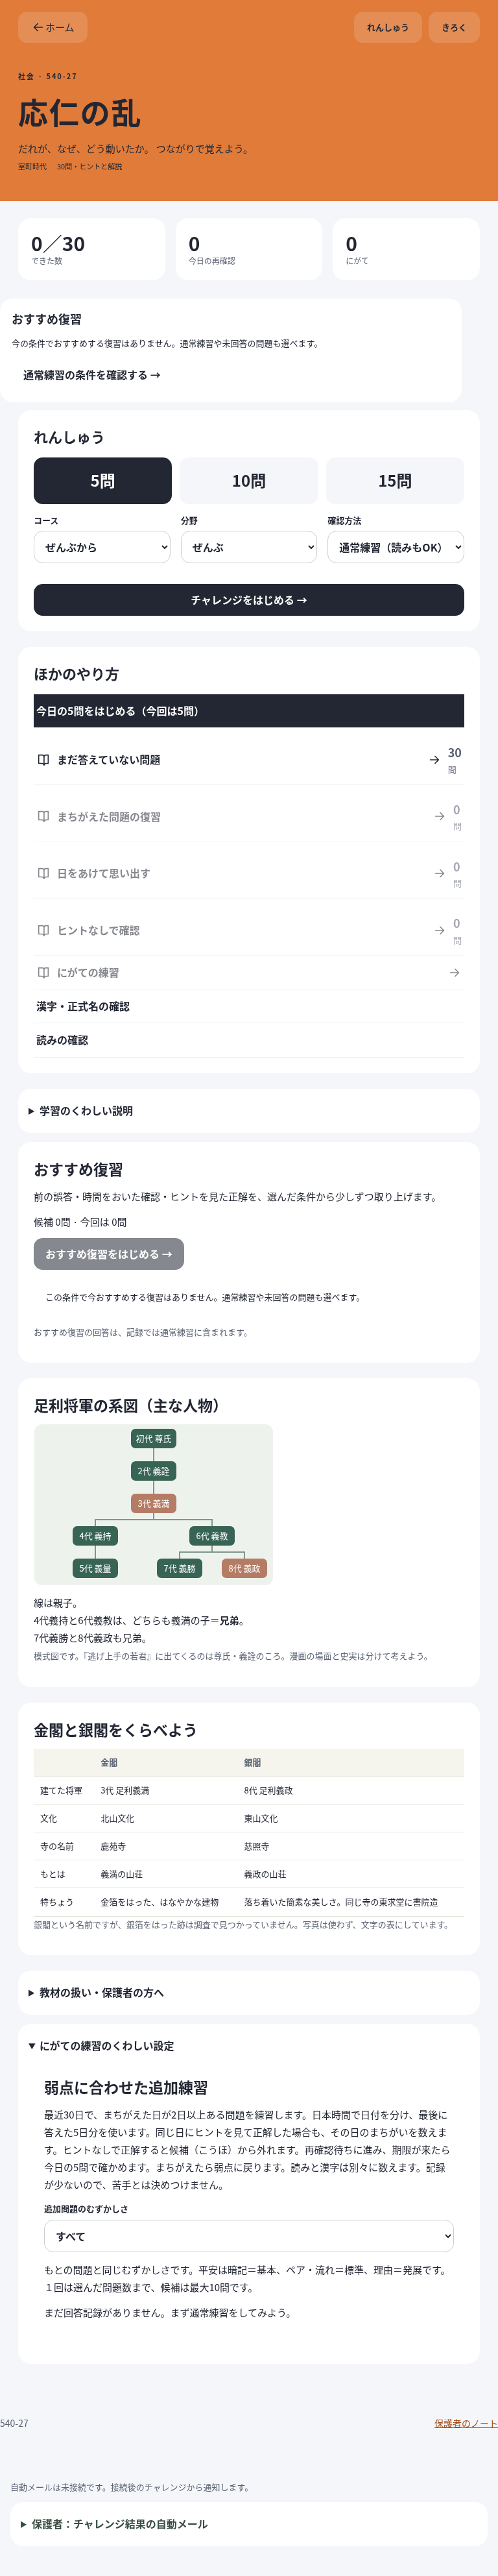 ← ホーム
れんしゅう
きろく
社会 · 540-27
応仁の乱
だれが、なぜ、どう動いたか。 つながりで覚えよう。
室町時代 30問・ヒントと解説
0／30
できた数
0
今日の再確認
0
にがて
おすすめ復習
今の条件でおすすめする復習はありません。通常練習や未回答の問題も選べます。
通常練習の条件を確認する →
れんしゅう
5問
10問
15問
コース
分野
確認方法
ぜんぶから
ぜんぶ
通常練習（読みもOK）
チャレンジをはじめる →
ほかのやり方
今日の5問をはじめる（今回は5問）
まだ答えていない問題 → 30
問
まちがえた問題の復習 → 0
問
日をあけて思い出す → 0
問
ヒントなしで確認 → 0
問
にがての練習 →
漢字・正式名の確認
読みの確認
▶ 学習のくわしい説明
おすすめ復習
前の誤答・時間をおいた確認・ヒントを見た正解を、選んだ条件から少しずつ取り上げます。
候補 0問 · 今回は 0問
おすすめ復習をはじめる →
この条件で今おすすめする復習はありません。通常練習や未回答の問題も選べます。
おすすめ復習の回答は、記録では通常練習に含まれます。
足利将軍の系図（主な人物）
初代 尊氏
2代 義詮
3代 義満
4代 義持
6代 義教
5代 義量
7代 義勝
8代 義政
線は親子。
4代義持と6代義教は、どちらも義満の子＝兄弟。
7代義勝と8代義政も兄弟。
模式図です。『逃げ上手の若君』に出てくるのは尊氏・義詮のころ。漫画の場面と史実は分けて考えよう。
金閣と銀閣をくらべよう
金閣 銀閣
建てた将軍 3代 足利義満 8代 足利義政
文化 北山文化 東山文化
寺の名前 鹿苑寺 慈照寺
もとは 義満の山荘 義政の山荘
特ちょう 金箔をはった、はなやかな建物 落ち着いた簡素な美しさ。同じ寺の東求堂に書院造
銀閣という名前ですが、銀箔をはった跡は調査で見つかっていません。写真は使わず、文字の表にしています。
▶ 教材の扱い・保護者の方へ
▼ にがての練習のくわしい設定
弱点に合わせた追加練習
最近30日で、まちがえた日が2日以上ある問題を練習します。日本時間で日付を分け、最後に
答えた5日分を使います。同じ日にヒントを見て正解した場合も、その日のまちがいを数えま
す。ヒントなしで正解すると候補（こうほ）から外れます。再確認待ちに進み、期限が来たら
今日の5問で確かめます。まちがえたら弱点に戻ります。読みと漢字は別々に数えます。記録
が少ないので、苦手とは決めつけません。
追加問題のむずかしさ
すべて
もとの問題と同じむずかしさです。平安は暗記＝基本、ペア・流れ＝標準、理由＝発展です。
１回は選んだ問題数まで、候補は最大10問です。
まだ回答記録がありません。まず通常練習をしてみよう。
540-27
保護者のノート
自動メールは未接続です。接続後のチャレンジから通知します。
▶ 保護者：チャレンジ結果の自動メール